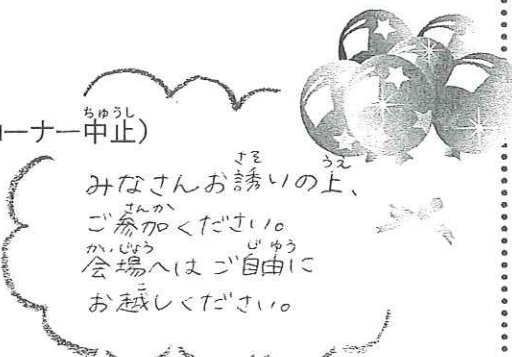 ーナー中止）
みなさんお誘いの上、
ご参加ください。
会場へは ご自由に
お越しください。